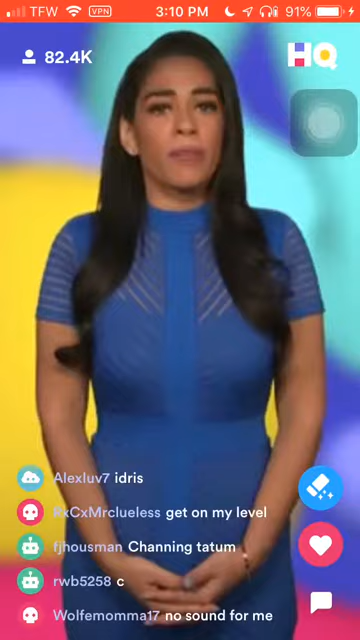 TFW VPN 3:10 PM 91%
82.4K HQ
Alexluv7 idris
#xCxMrclueless get on my level
fjhousman Channing tatum
rwb5258 c
Wolfemomma17 no sound for me